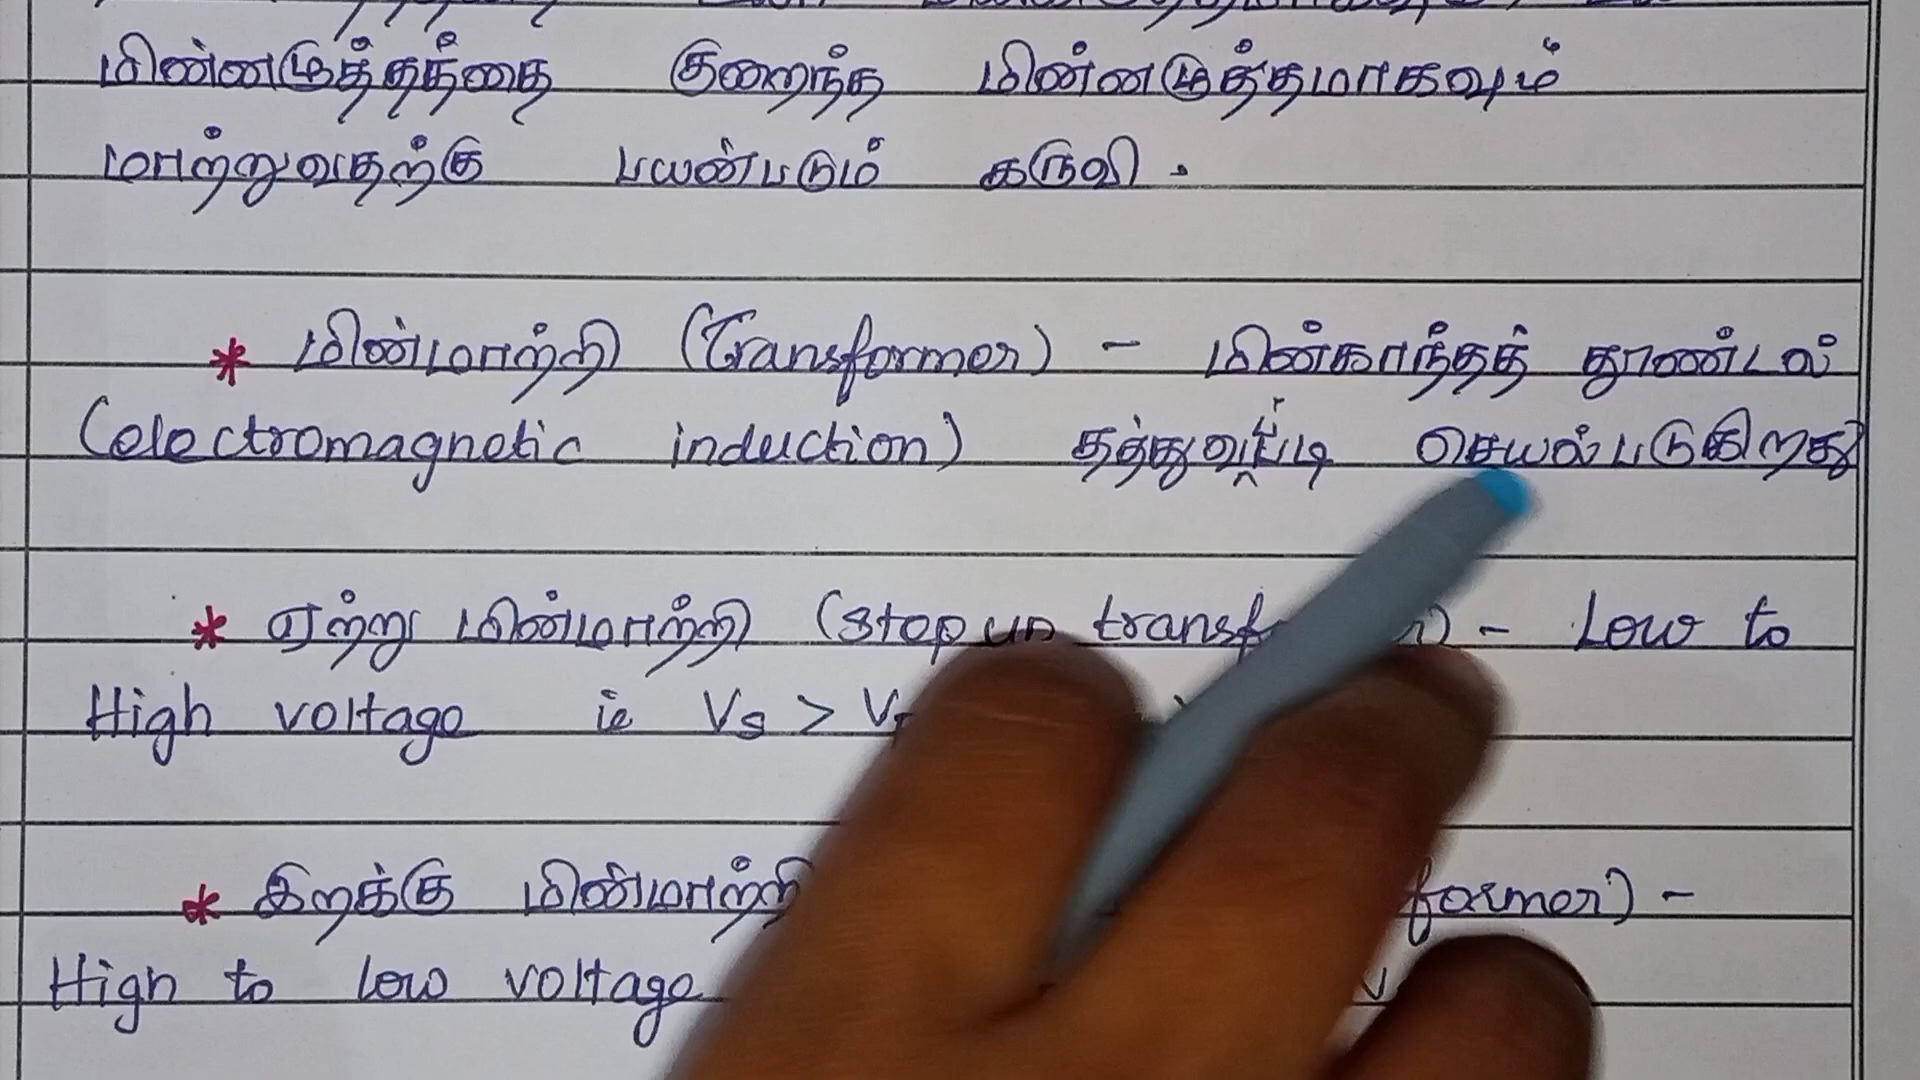 மின்னழுத்தத்தை குறைந்த மின்னழுத்தமாகவும்
மாற்றுவதற்கு பயன்படும் கருவி.
* மின்மாற்றி (Transformer) - மின்காந்தத் தூண்டல்
(electromagnetic induction) தத்துவப்படி செயல்படுகிறது
* ஏற்று மின்மாற்றி (Step up - Low to
High voltage ie Vs >
* இறக்கு மின்மாற்றி -
High to low voltage